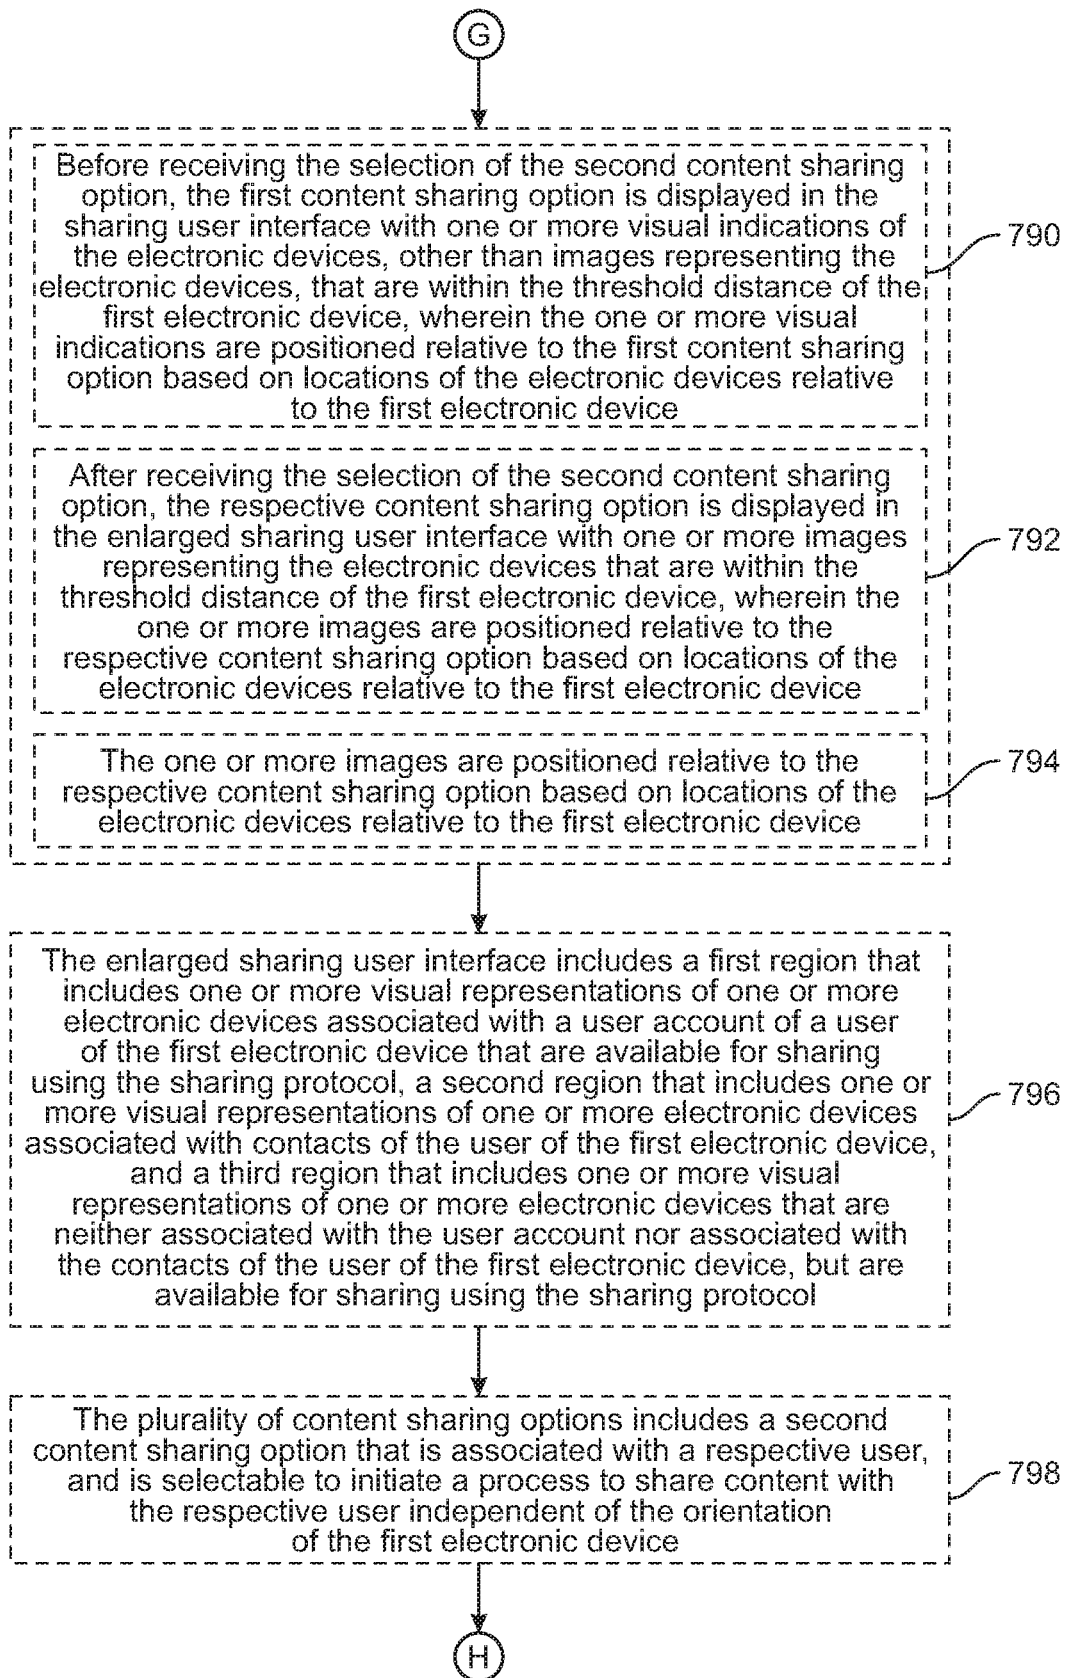 G
Before receiving the selection of the second content sharing
option, the first content sharing option is displayed in the
sharing user interface with one or more visual indications of
the electronic devices, other than images representing the
electronic devices, that are within the threshold distance of the
first electronic device, wherein the one or more visual
indications are positioned relative to the first content sharing
option based on locations of the electronic devices relative
to the first electronic device
790
After receiving the selection of the second content sharing
option, the respective content sharing option is displayed in
the enlarged sharing user interface with one or more images
representing the electronic devices that are within the
threshold distance of the first electronic device, wherein the
one or more images are positioned relative to the
respective content sharing option based on locations of the
electronic devices relative to the first electronic device
792
The one or more images are positioned relative to the
respective content sharing option based on locations of the
electronic devices relative to the first electronic device
794
The enlarged sharing user interface includes a first region that
includes one or more visual representations of one or more
electronic devices associated with a user account of a user
of the first electronic device that are available for sharing
using the sharing protocol, a second region that includes one or
more visual representations of one or more electronic devices
associated with contacts of the user of the first electronic device,
and a third region that includes one or more visual
representations of one or more electronic devices that are
neither associated with the user account nor associated with
the contacts of the user of the first electronic device, but are
available for sharing using the sharing protocol
796
The plurality of content sharing options includes a second
content sharing option that is associated with a respective user,
and is selectable to initiate a process to share content with
the respective user independent of the orientation
of the first electronic device
798
H